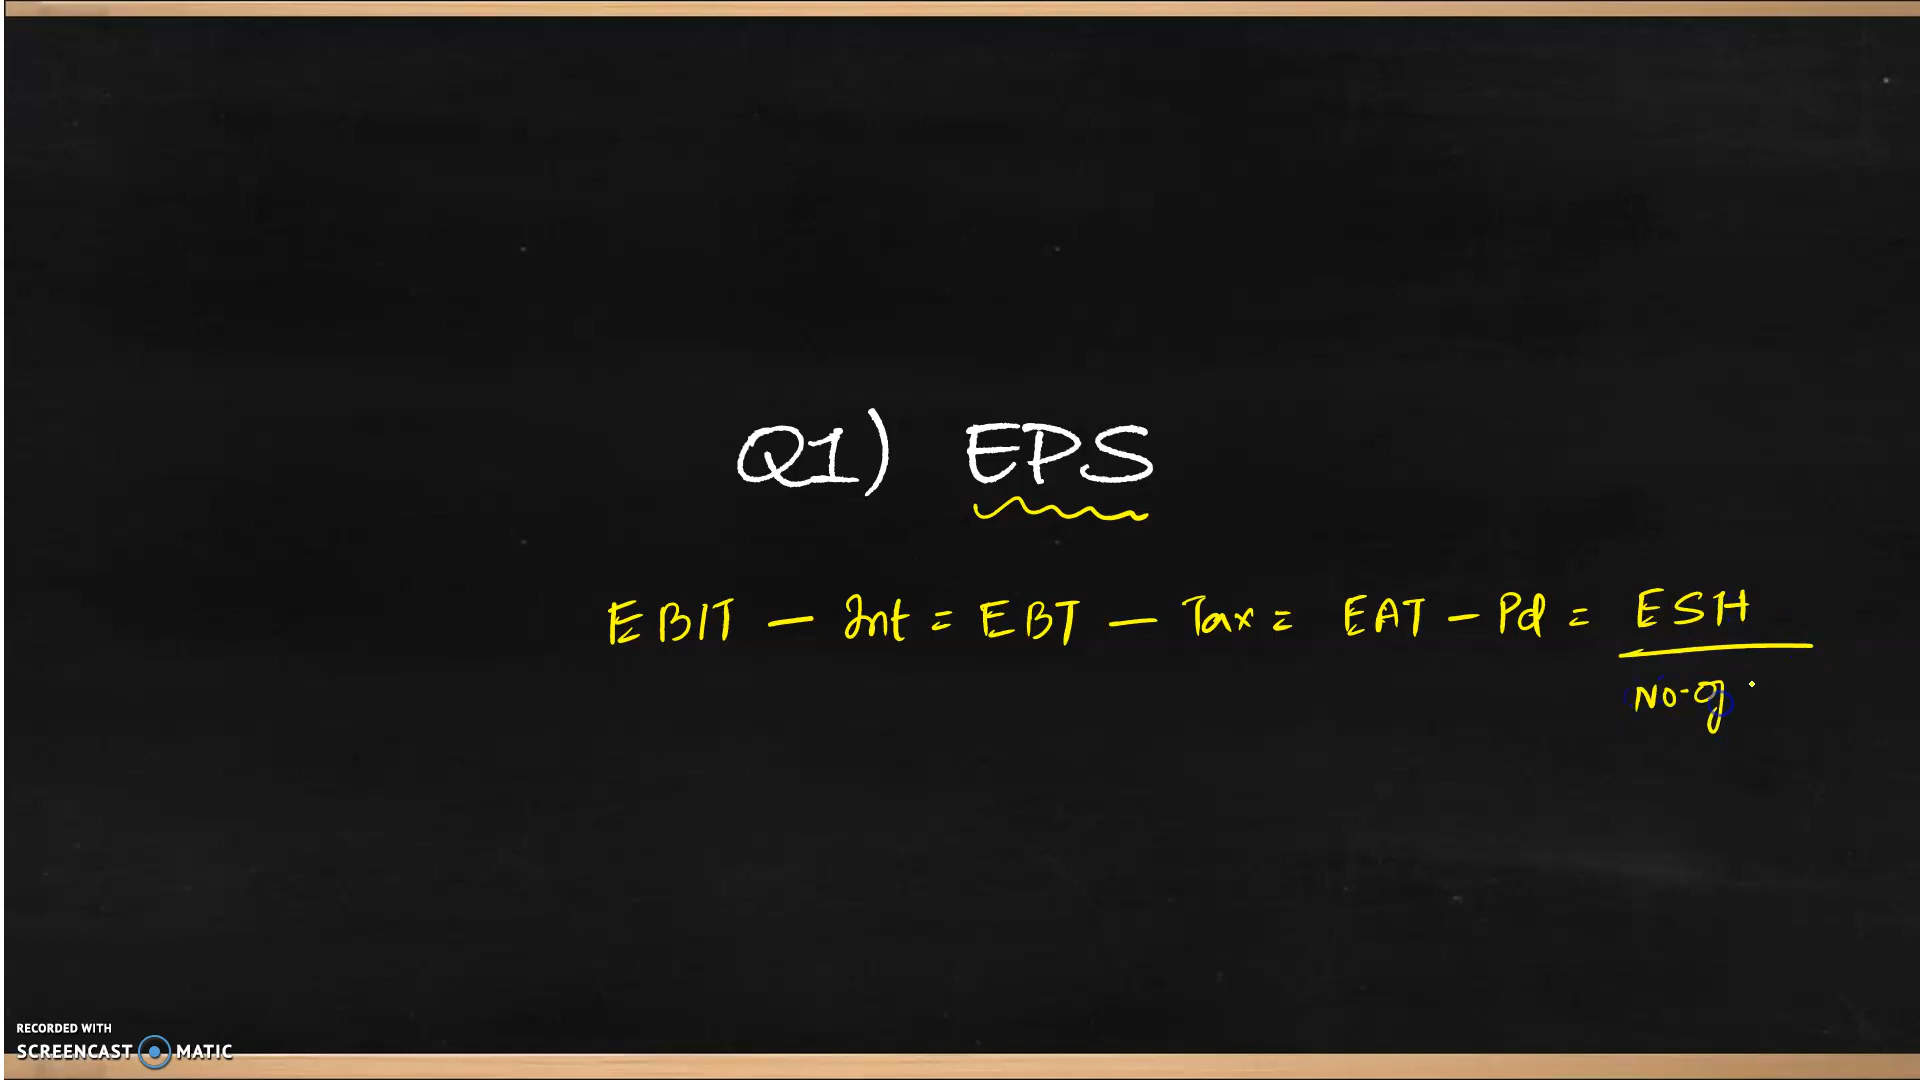 Q1) EPS
EBIT - Int = EBT - Tax = EAT - Pd = ESH
No. of
RECORDED WITH
SCREENCAST MATIC